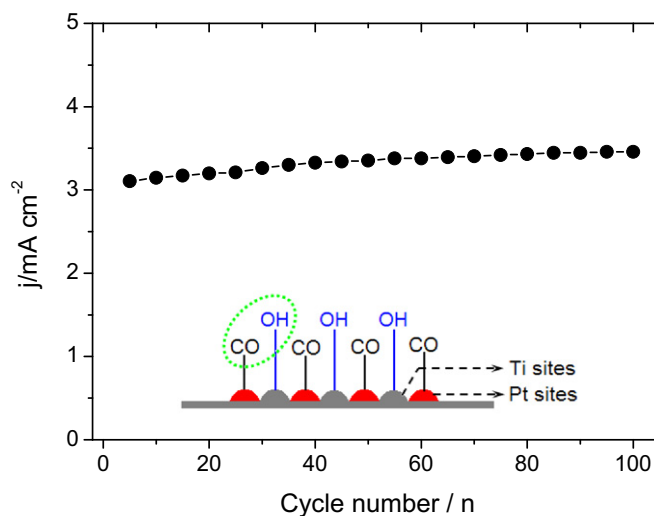 5
4
3
2
1
0
j/mA cm-2
OH OH OH
CO CO CO CO
Ti sites
Pt sites
0 20 40 60 80 100
Cycle number / n